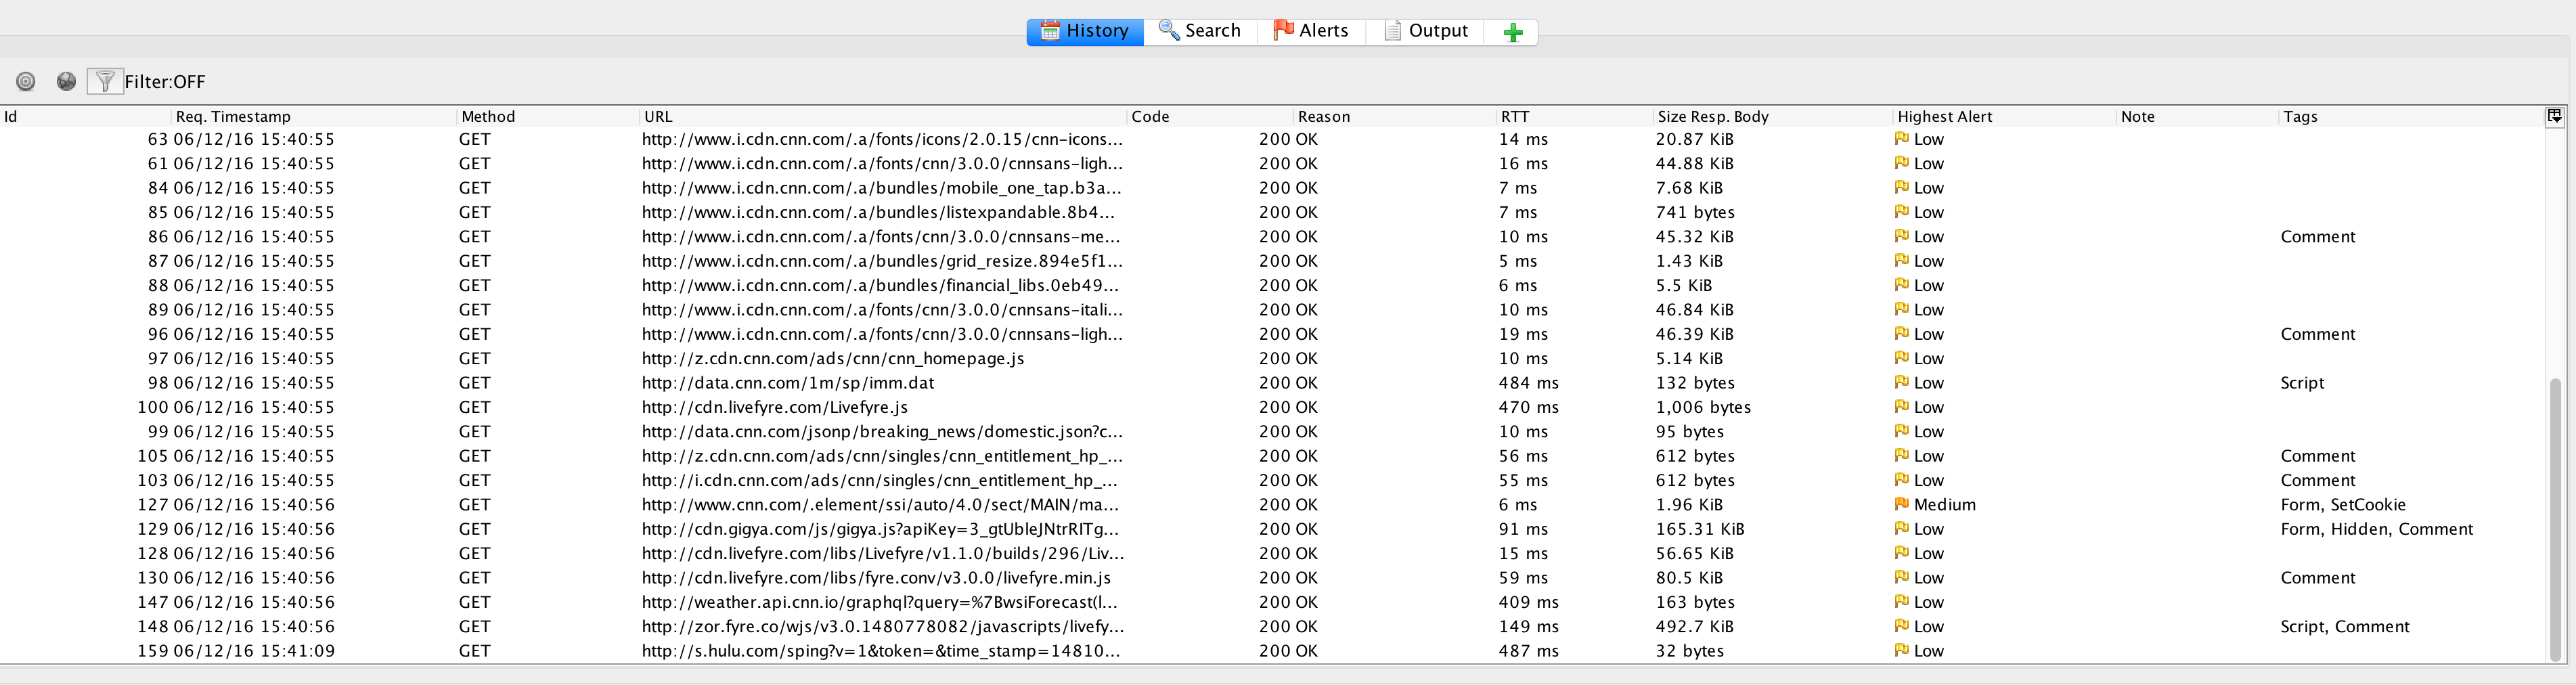 History Search Alerts Output
Filter:OFF
Id Req. Timestamp Method URL Code Reason RTT Size Resp. Body Highest Alert Note Tags
63 06/12/16 15:40:55 GET http://www.i.cdn.cnn.com/.a/fonts/icons/2.0.15/cnn-icons... 200 OK 14 ms 20.87 KiB Low
61 06/12/16 15:40:55 GET http://www.i.cdn.cnn.com/.a/fonts/cnn/3.0.0/cnnsans-ligh... 200 OK 16 ms 44.88 KiB Low
84 06/12/16 15:40:55 GET http://www.i.cdn.cnn.com/.a/bundles/mobile_one_tap.b3a... 200 OK 7 ms 7.68 KiB Low
85 06/12/16 15:40:55 GET http://www.i.cdn.cnn.com/.a/bundles/listexpandable.8b4... 200 OK 7 ms 741 bytes Low
86 06/12/16 15:40:55 GET http://www.i.cdn.cnn.com/.a/fonts/cnn/3.0.0/cnnsans-me... 200 OK 10 ms 45.32 KiB Low Comment
87 06/12/16 15:40:55 GET http://www.i.cdn.cnn.com/.a/bundles/grid_resize.894e5f1... 200 OK 5 ms 1.43 KiB Low
88 06/12/16 15:40:55 GET http://www.i.cdn.cnn.com/.a/bundles/financial_libs.0eb49... 200 OK 6 ms 5.5 KiB Low
89 06/12/16 15:40:55 GET http://www.i.cdn.cnn.com/.a/fonts/cnn/3.0.0/cnnsans-itali... 200 OK 10 ms 46.84 KiB Low
96 06/12/16 15:40:55 GET http://www.i.cdn.cnn.com/.a/fonts/cnn/3.0.0/cnnsans-ligh... 200 OK 19 ms 46.39 KiB Low Comment
97 06/12/16 15:40:55 GET http://z.cdn.cnn.com/ads/cnn/cnn_homepage.js 200 OK 10 ms 5.14 KiB Low
98 06/12/16 15:40:55 GET http://data.cnn.com/1m/sp/imm.dat 200 OK 484 ms 132 bytes Low Script
100 06/12/16 15:40:55 GET http://cdn.livefyre.com/Livefyre.js 200 OK 470 ms 1,006 bytes Low
99 06/12/16 15:40:55 GET http://data.cnn.com/jsonp/breaking_news/domestic.json?c... 200 OK 10 ms 95 bytes Low
105 06/12/16 15:40:55 GET http://z.cdn.cnn.com/ads/cnn/singles/cnn_entitlement_hp_... 200 OK 56 ms 612 bytes Low Comment
103 06/12/16 15:40:55 GET http://i.cdn.cnn.com/ads/cnn/singles/cnn_entitlement_hp_... 200 OK 55 ms 612 bytes Low Comment
127 06/12/16 15:40:56 GET http://www.cnn.com/.element/ssi/auto/4.0/sect/MAIN/ma... 200 OK 6 ms 1.96 KiB Medium Form, SetCookie
129 06/12/16 15:40:56 GET http://cdn.gigya.com/js/gigya.js?apiKey=3_gtUbleJNtrRITg... 200 OK 91 ms 165.31 KiB Low Form, Hidden, Comment
128 06/12/16 15:40:56 GET http://cdn.livefyre.com/libs/Livefyre/v1.1.0/builds/296/Liv... 200 OK 15 ms 56.65 KiB Low
130 06/12/16 15:40:56 GET http://cdn.livefyre.com/libs/fyre.conv/v3.0.0/livefyre.min.js 200 OK 59 ms 80.5 KiB Low Comment
147 06/12/16 15:40:56 GET http://weather.api.cnn.io/graphql?query=%7BwsiForecast(l... 200 OK 409 ms 163 bytes Low
148 06/12/16 15:40:56 GET http://zor.fyre.co/wjs/v3.0.1480778082/javascripts/livefy... 200 OK 149 ms 492.7 KiB Low Script, Comment
159 06/12/16 15:41:09 GET http://s.hulu.com/sping?v=1&token=&time_stamp=14810... 200 OK 487 ms 32 bytes Low